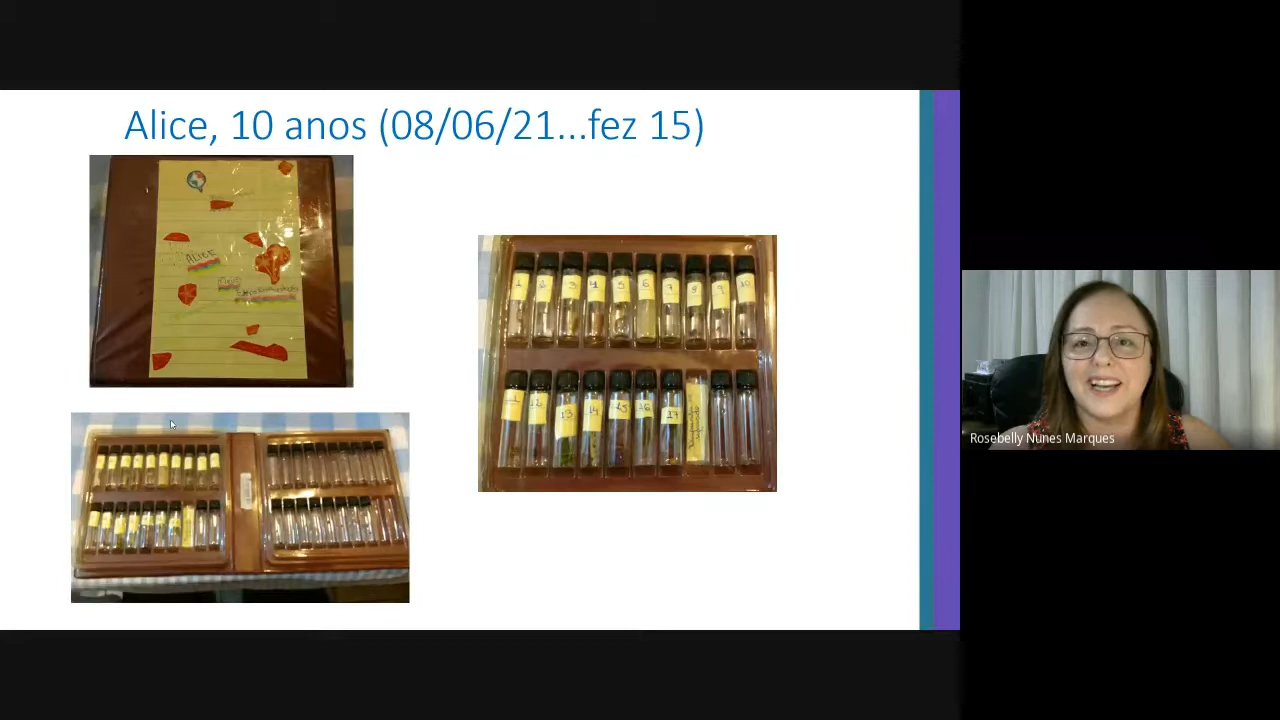 Alice, 10 anos (08/06/21...fez 15)
ALICE
1 2 3 4 5 6 7 8 9 10
11 12 13 14 15 16 17
Rosebelly Nunes Marques